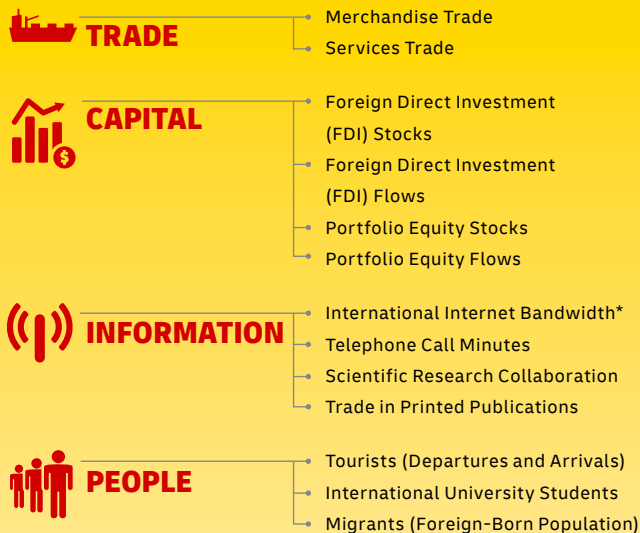 TRADE
Merchandise Trade
Services Trade
CAPITAL
Foreign Direct Investment
(FDI) Stocks
Foreign Direct Investment
(FDI) Flows
Portfolio Equity Stocks
Portfolio Equity Flows
$
INFORMATION
International Internet Bandwidth*
Telephone Call Minutes
Scientific Research Collaboration
Trade in Printed Publications
PEOPLE
Tourists (Departures and Arrivals)
International University Students
Migrants (Foreign-Born Population)